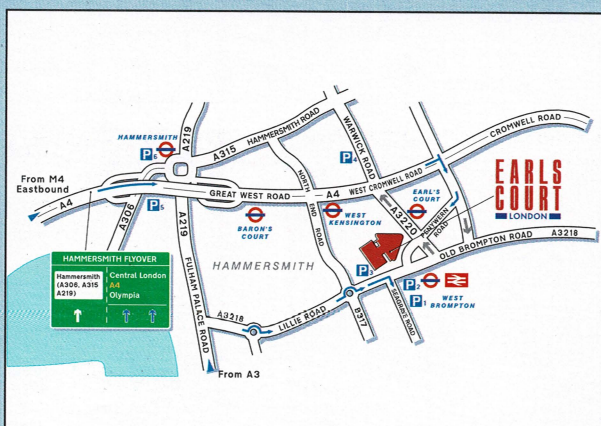 HAMMERSMITH
P6
A219
A315
HAMMERSMITH ROAD
WARWICK ROAD
P4
CROMWELL ROAD
From M4
Eastbound
A4
A306
P5
GREAT WEST ROAD
A4
WEST CROMWELL ROAD
NORTH
END
ROAD
BARON'S
COURT
WEST
KENSINGTON
EARL'S
COURT
A3220
EARLS
COURT
LONDON
A219
FULHAM PALACE ROAD
HAMMERSMITH
P3
OLD BROMPTON ROAD
A3218
HAMMERSMITH FLYOVER
Hammersmith
(A306, A315
A219)
Central London
A4
Olympia
P2
P1
WEST
BROMPTON
SEAGRAVE ROAD
A3218
LILLIE ROAD
B317
From A3